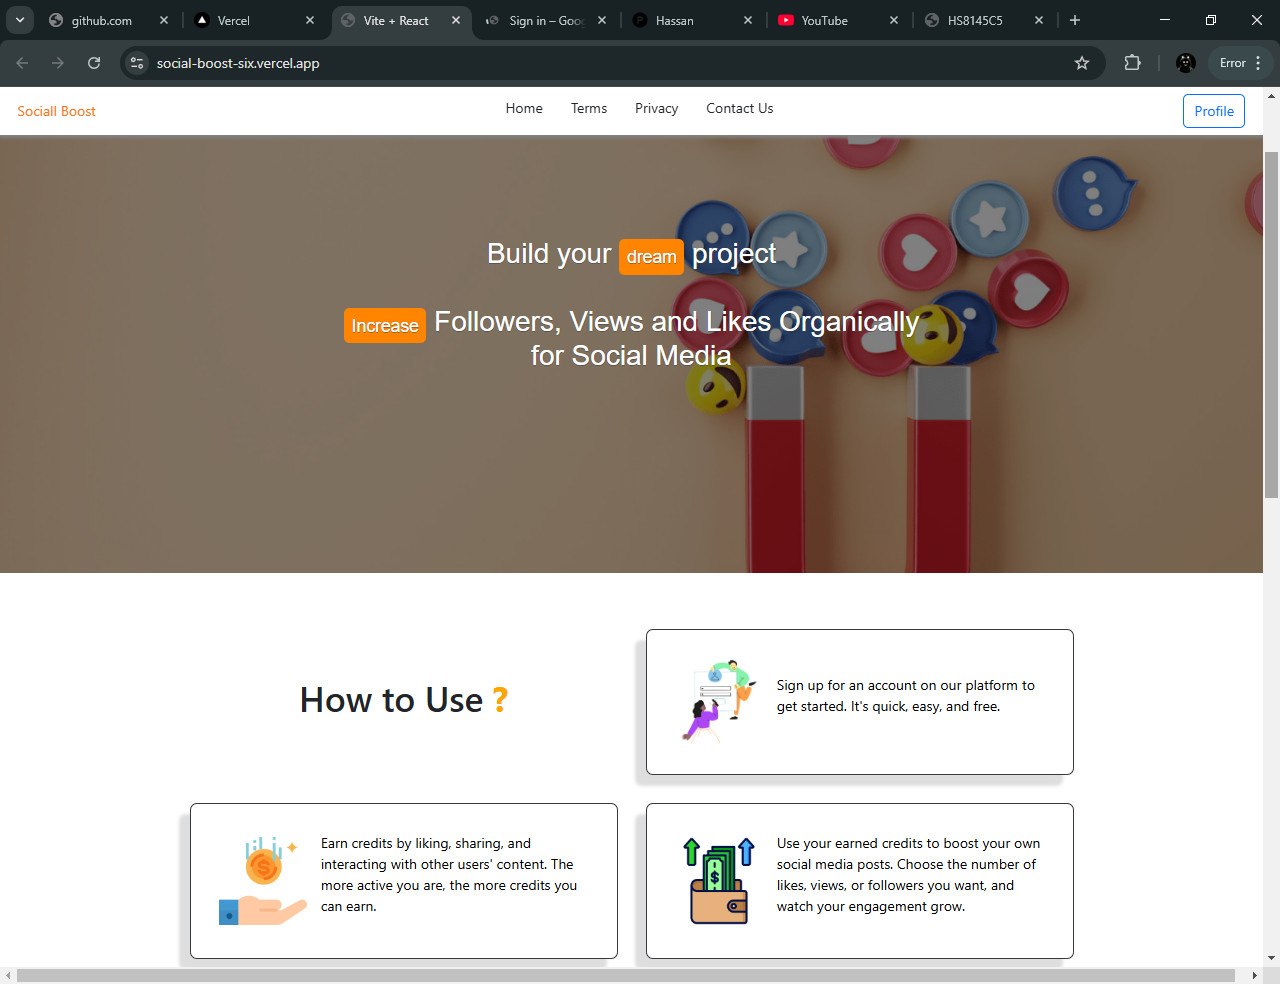 github.com
Vercel
Vite + React
Sign in – Goo
Hassan
YouTube
HS8145C5
social-boost-six.vercel.app
Error
Sociall Boost
Home
Terms
Privacy
Contact Us
Profile
Build your dream project
Increase Followers, Views and Likes Organically
for Social Media
How to Use ?
Sign up for an account on our platform to
get started. It's quick, easy, and free.
Earn credits by liking, sharing, and
interacting with other users' content. The
more active you are, the more credits you
can earn.
Use your earned credits to boost your own
social media posts. Choose the number of
likes, views, or followers you want, and
watch your engagement grow.